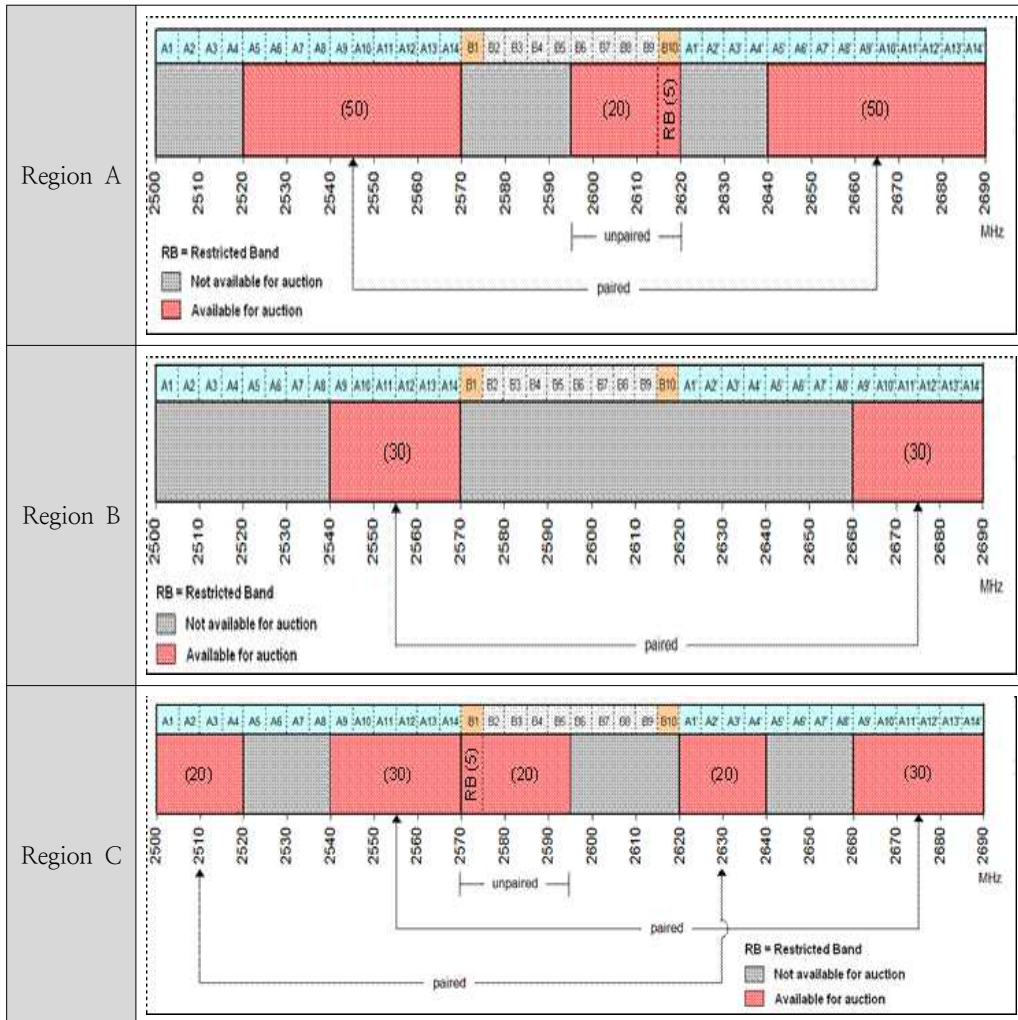 A1 A2 A3 A4 A5 A6 A7 A8 A9 A10 A11 A12 A13 A14 B1 B2 B3 B4 B5 B6 B7 B8 B9 B10 A1' A2' A3' A4' A5' A6' A7' A8' A9' A10' A11' A12' A13' A14'
(50) (20) RB (5) (50)
Region A
2500 2510 2520 2530 2540 2550 2560 2570 2580 2590 2600 2610 2620 2630 2640 2650 2660 2670 2680 2690
MHz
unpaired
RB = Restricted Band
Not available for auction
paired
Available for auction
A1 A2 A3 A4 A5 A6 A7 A8 A9 A10 A11 A12 A13 A14 B1 B2 B3 B4 B5 B6 B7 B8 B9 B10 A1' A2' A3' A4' A5' A6' A7' A8' A9' A10' A11' A12' A13' A14'
(30) (30)
Region B
2500 2510 2520 2530 2540 2550 2560 2570 2580 2590 2600 2610 2620 2630 2640 2650 2660 2670 2680 2690
MHz
RB = Restricted Band
Not available for auction
paired
Available for auction
A1 A2 A3 A4 A5 A6 A7 A8 A9 A10 A11 A12 A13 A14 B1 B2 B3 B4 B5 B6 B7 B8 B9 B10 A1' A2' A3' A4' A5' A6' A7' A8' A9' A10' A11' A12' A13' A14'
(20) (30) RB (5) (20) (20) (30)
Region C
2500 2510 2520 2530 2540 2550 2560 2570 2580 2590 2600 2610 2620 2630 2640 2650 2660 2670 2680 2690
MHz
unpaired
paired
RB = Restricted Band
Not available for auction
paired
Available for auction